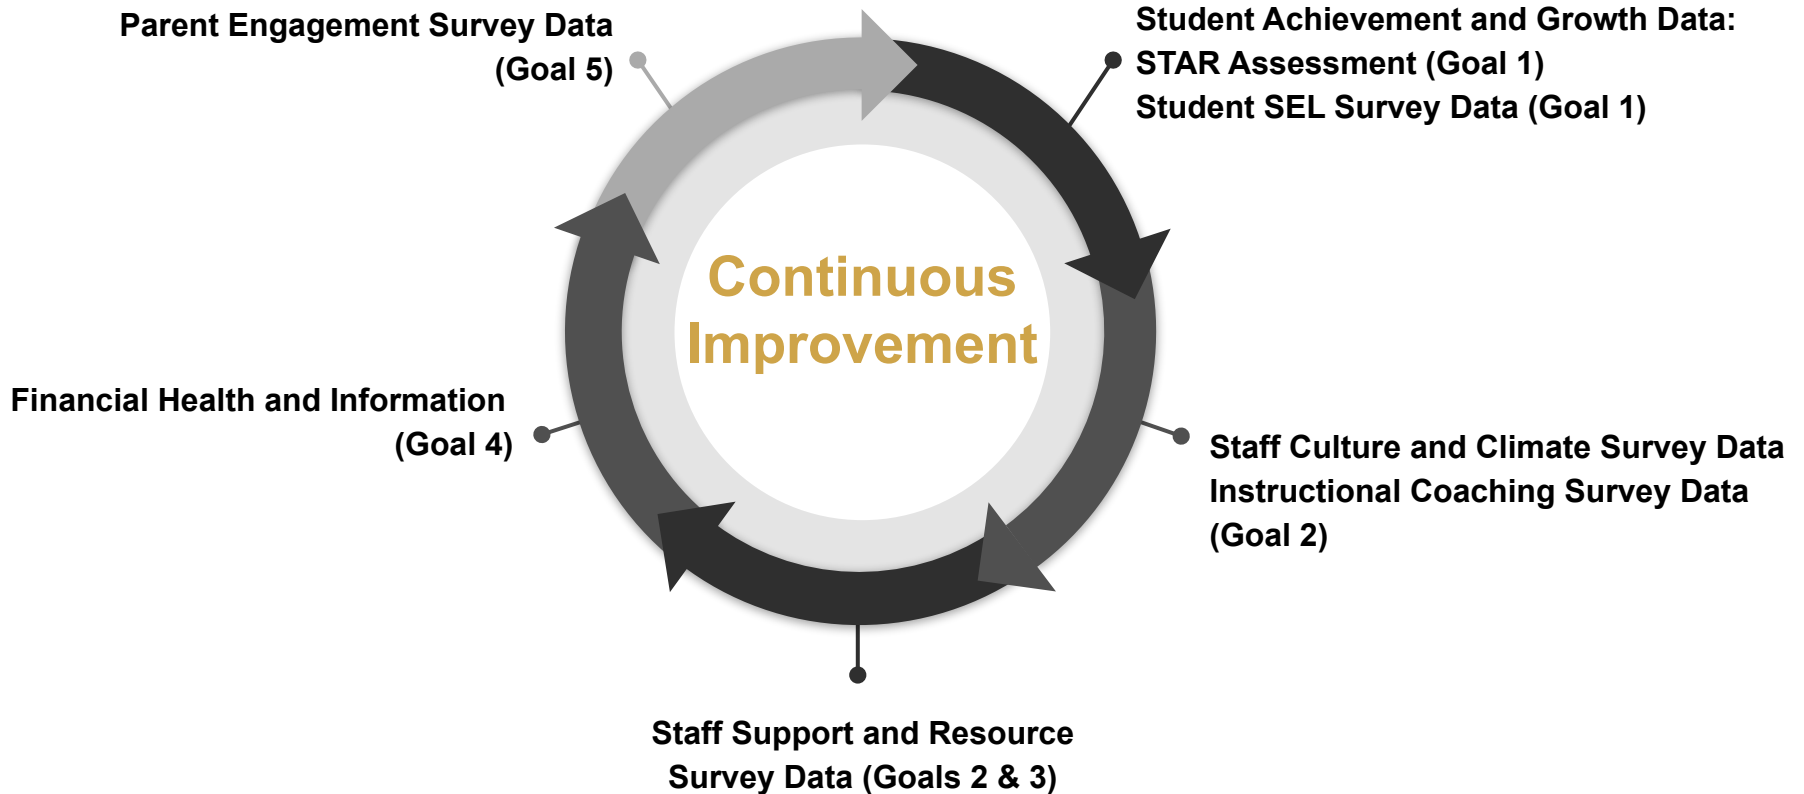 Parent Engagement Survey Data
(Goal 5)
Student Achievement and Growth Data:
STAR Assessment (Goal 1)
Student SEL Survey Data (Goal 1)
Continuous
Improvement
Financial Health and Information
(Goal 4)
Staff Culture and Climate Survey Data
Instructional Coaching Survey Data
(Goal 2)
Staff Support and Resource
Survey Data (Goals 2 & 3)